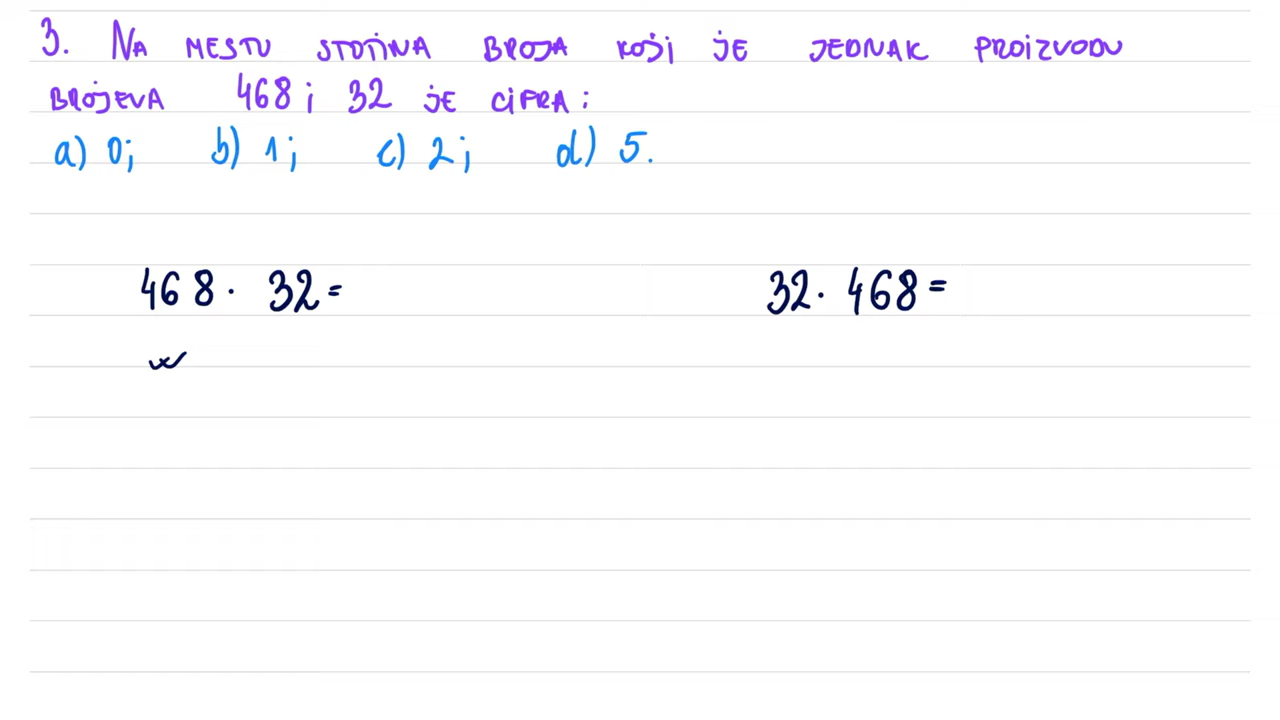 3. NA MESTU STOTINA BROJA KOJI JE JEDNAK PROIZVODU
BROJEVA 468 i 32 JE CIFRA:
a) 0; b) 1; c) 2; d) 5.
468 · 32 = 32 · 468 =